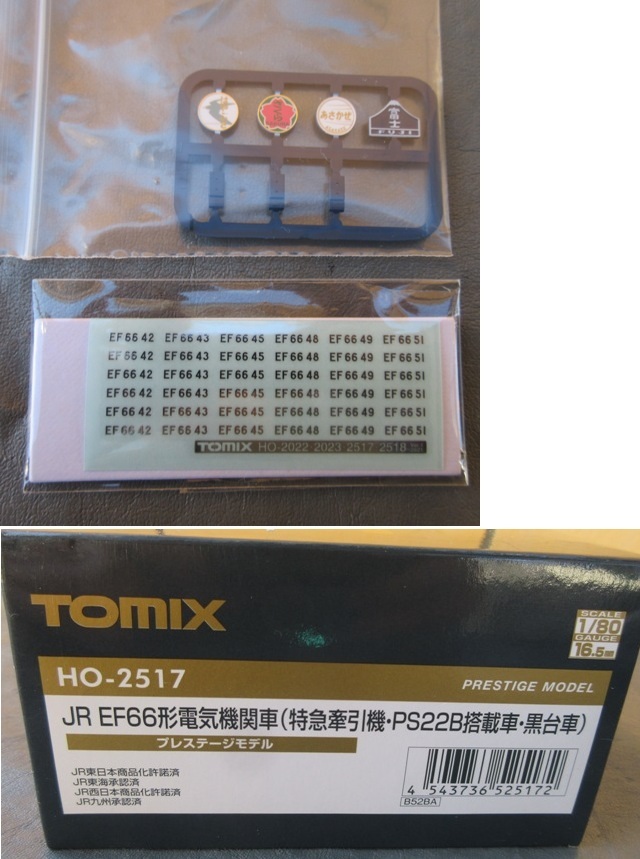 さくら
あさかぜ
富士
FUJI
EF66 42 EF66 43 EF66 45 EF66 48 EF66 49 EF66 51
EF66 42 EF66 43 EF66 45 EF66 48 EF66 49 EF66 51
EF66 42 EF66 43 EF66 45 EF66 48 EF66 49 EF66 51
EF66 42 EF66 43 EF66 45 EF66 48 EF66 49 EF66 51
EF66 42 EF66 43 EF66 45 EF66 48 EF66 49 EF66 51
EF66 42 EF66 43 EF66 45 EF66 48 EF66 49 EF66 51
TOMIX HO-2022・2023・2517・2518
TOMIX
SCALE
1/80
GAUGE
16.5mm
HO-2517
PRESTIGE MODEL
JR EF66形電気機関車(特急牽引機・PS22B搭載車・黒台車)
プレステージモデル
JR東日本商品化許諾済
JR東海承認済
JR西日本商品化許諾済
JR九州承認済
4 543736 525172
B52BA